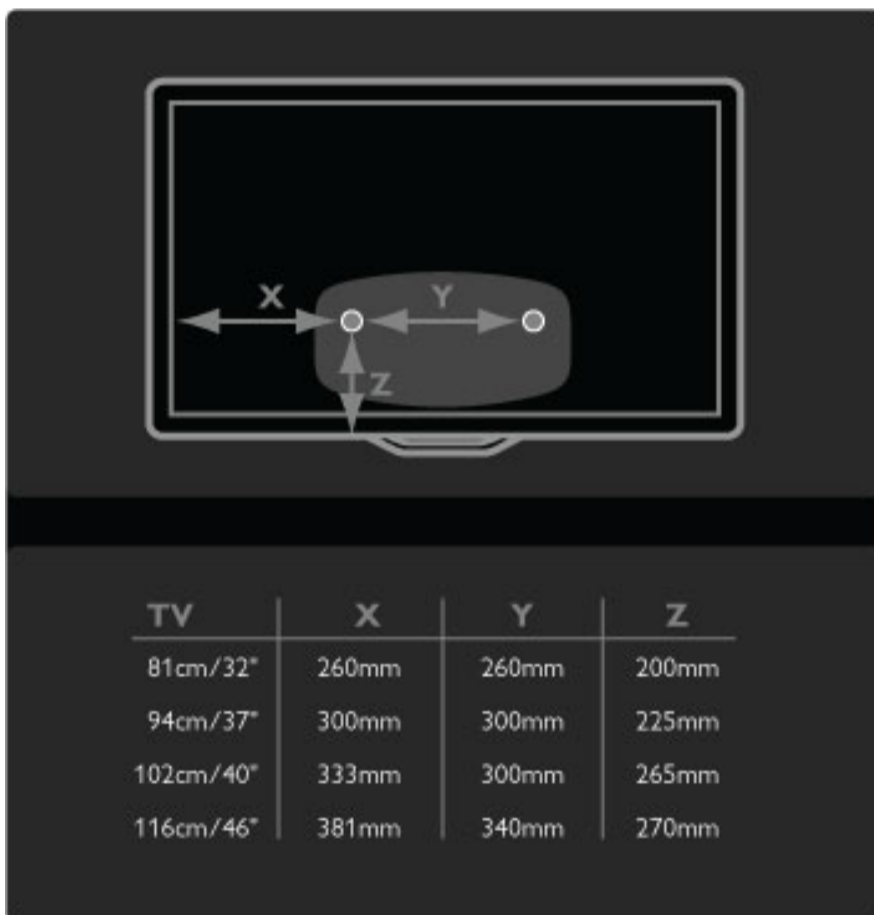 X Y
Z
TV X Y Z
81cm/32" 260mm 260mm 200mm
94cm/37" 300mm 300mm 225mm
102cm/40" 333mm 300mm 265mm
116cm/46" 381mm 340mm 270mm